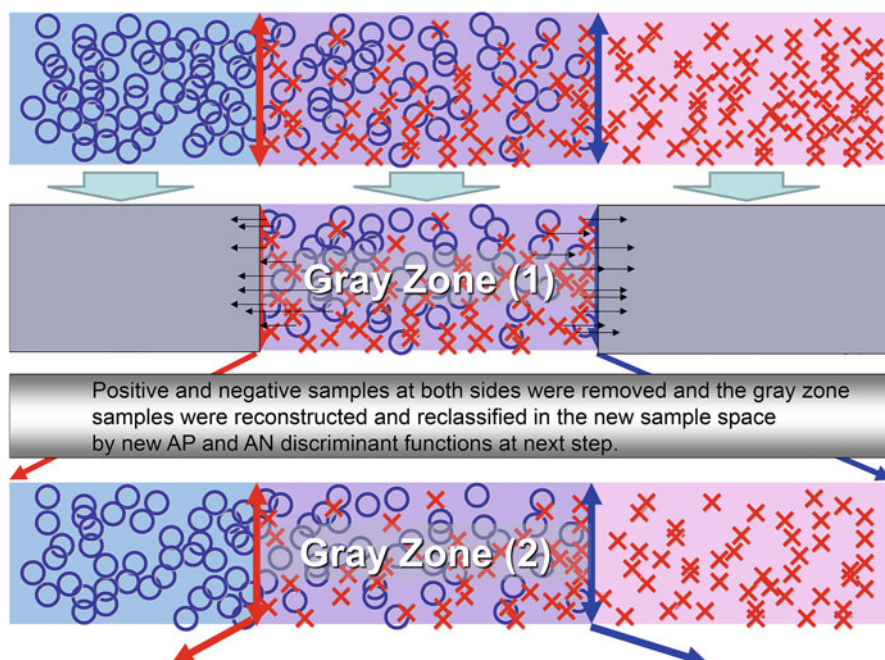 Gray Zone (1)
Positive and negative samples at both sides were removed and the gray zone
samples were reconstructed and reclassified in the new sample space
by new AP and AN discriminant functions at next step.
Gray Zone (2)